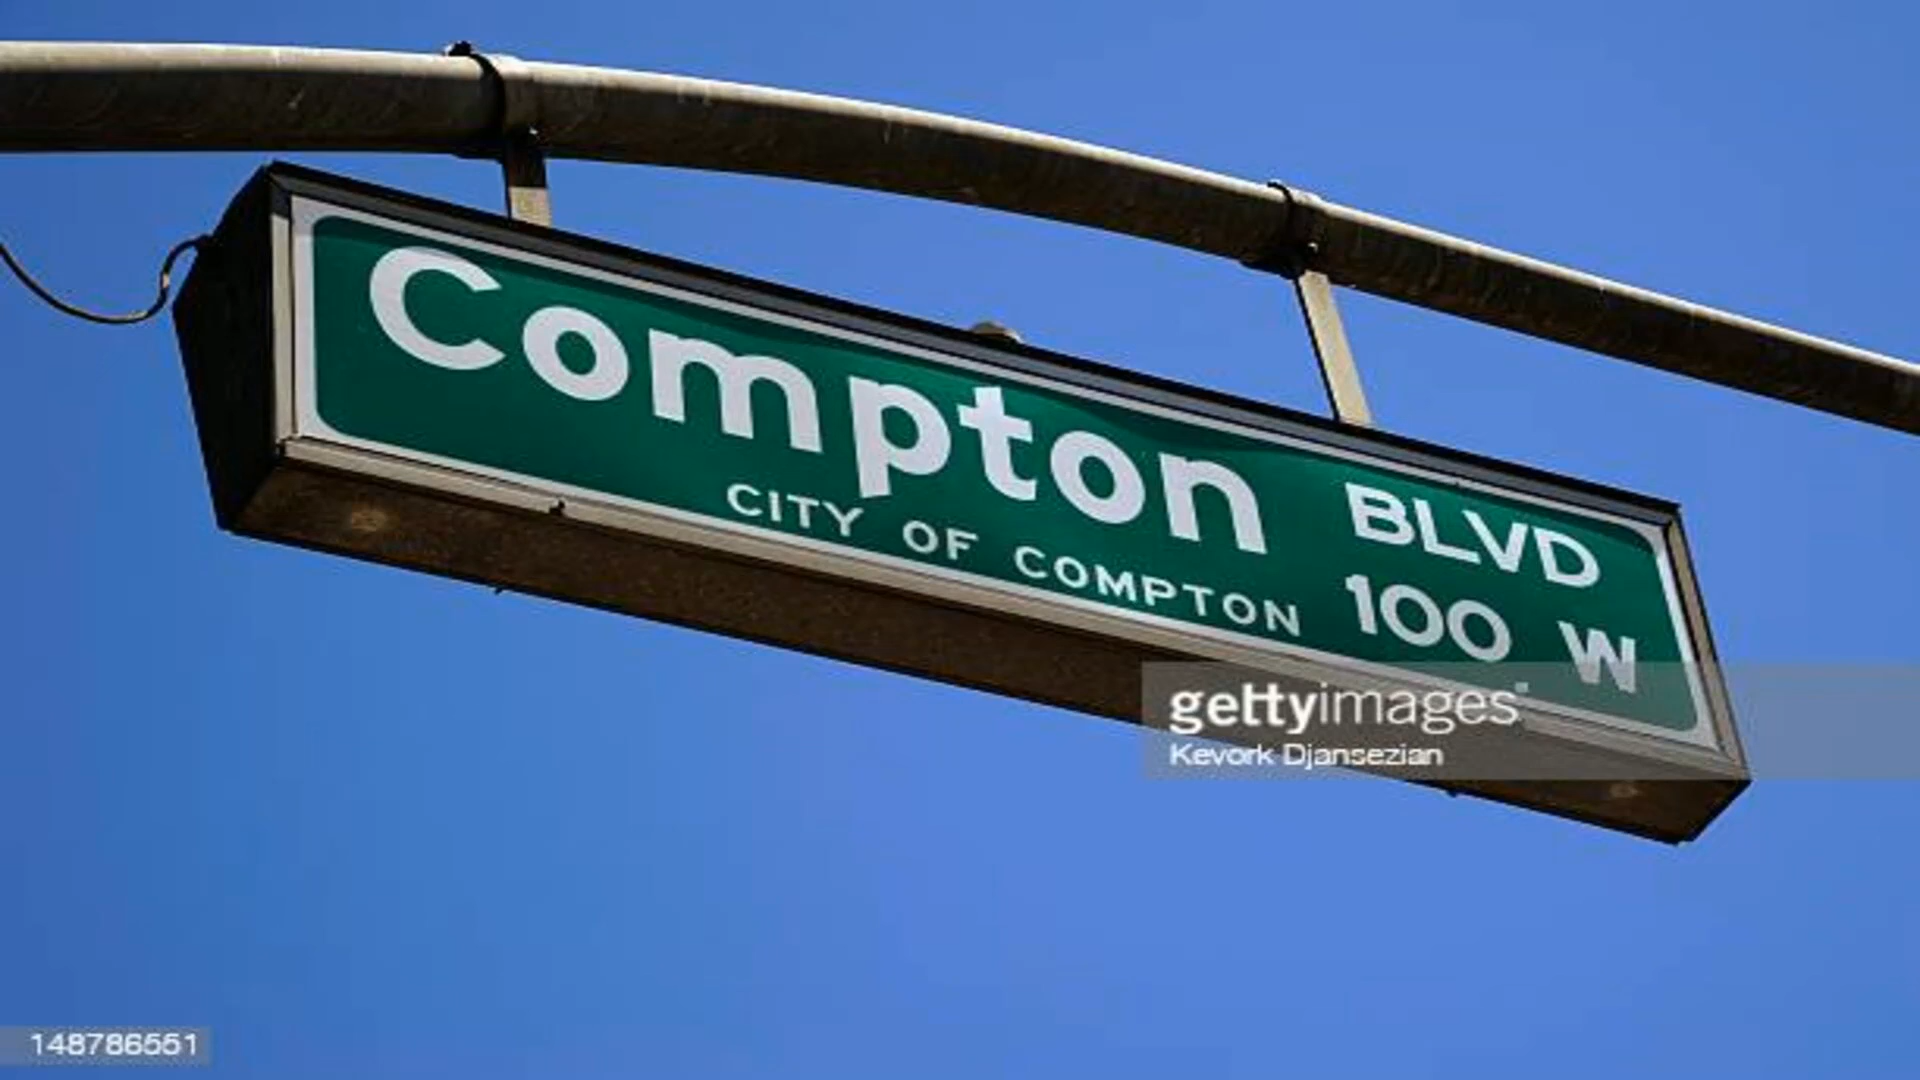 Compton BLVD
CITY OF COMPTON 100 W
gettyimages
Kevork Djansezian
148786551